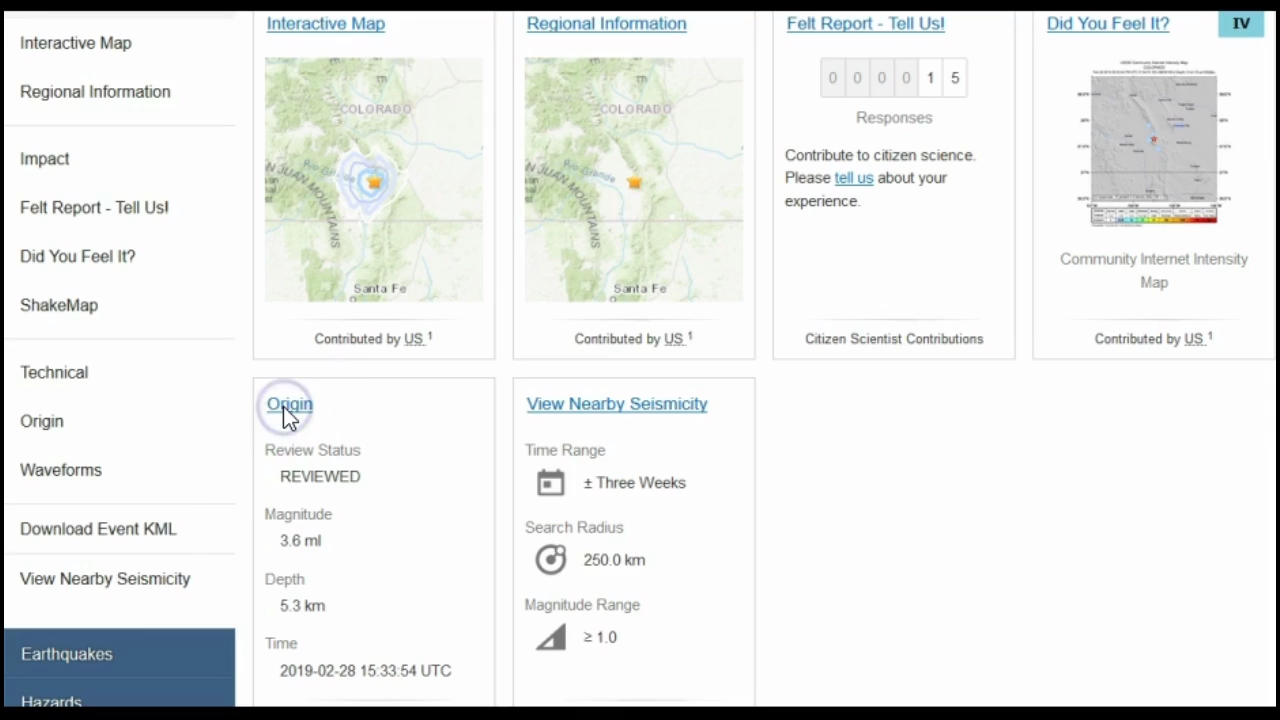 Interactive Map
Regional Information
Impact
Felt Report - Tell Us!
Did You Feel It?
ShakeMap
Technical
Origin
Waveforms
Download Event KML
View Nearby Seismicity
Earthquakes
Hazards
Interactive Map
COLORADO
Rio Grande
N JUAN MOUNTAINS
Santa Fe
Contributed by US 1
Regional Information
COLORADO
Rio Grande
N JUAN MOUNTAINS
Santa Fe
Contributed by US 1
Felt Report - Tell Us!
0 0 0 0 1 5
Responses
Contribute to citizen science.
Please tell us about your
experience.
Citizen Scientist Contributions
Did You Feel It?
IV
Community Internet Intensity
Map
Contributed by US 1
Origin
Review Status
REVIEWED
Magnitude
3.6 ml
Depth
5.3 km
Time
2019-02-28 15:33:54 UTC
View Nearby Seismicity
Time Range
± Three Weeks
Search Radius
250.0 km
Magnitude Range
≥ 1.0